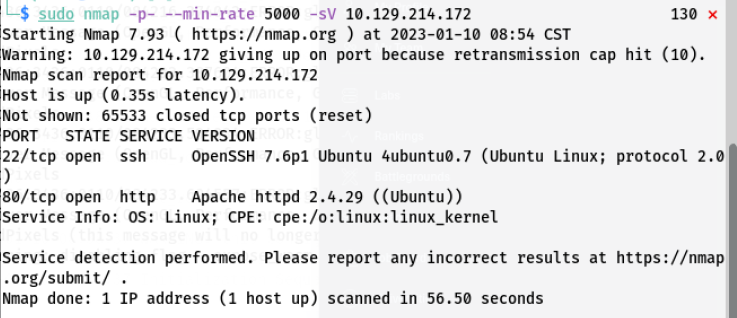 └─$ sudo nmap -p- --min-rate 5000 -sV 10.129.214.172 130 ⨯
Starting Nmap 7.93 ( https://nmap.org ) at 2023-01-10 08:54 CST
Warning: 10.129.214.172 giving up on port because retransmission cap hit (10).
Nmap scan report for 10.129.214.172
Host is up (0.35s latency).
Not shown: 65533 closed tcp ports (reset)
PORT   STATE SERVICE VERSION
22/tcp open  ssh     OpenSSH 7.6p1 Ubuntu 4ubuntu0.7 (Ubuntu Linux; protocol 2.0
)
80/tcp open  http    Apache httpd 2.4.29 ((Ubuntu))
Service Info: OS: Linux; CPE: cpe:/o:linux:linux_kernel

Service detection performed. Please report any incorrect results at https://nmap
.org/submit/ .
Nmap done: 1 IP address (1 host up) scanned in 56.50 seconds